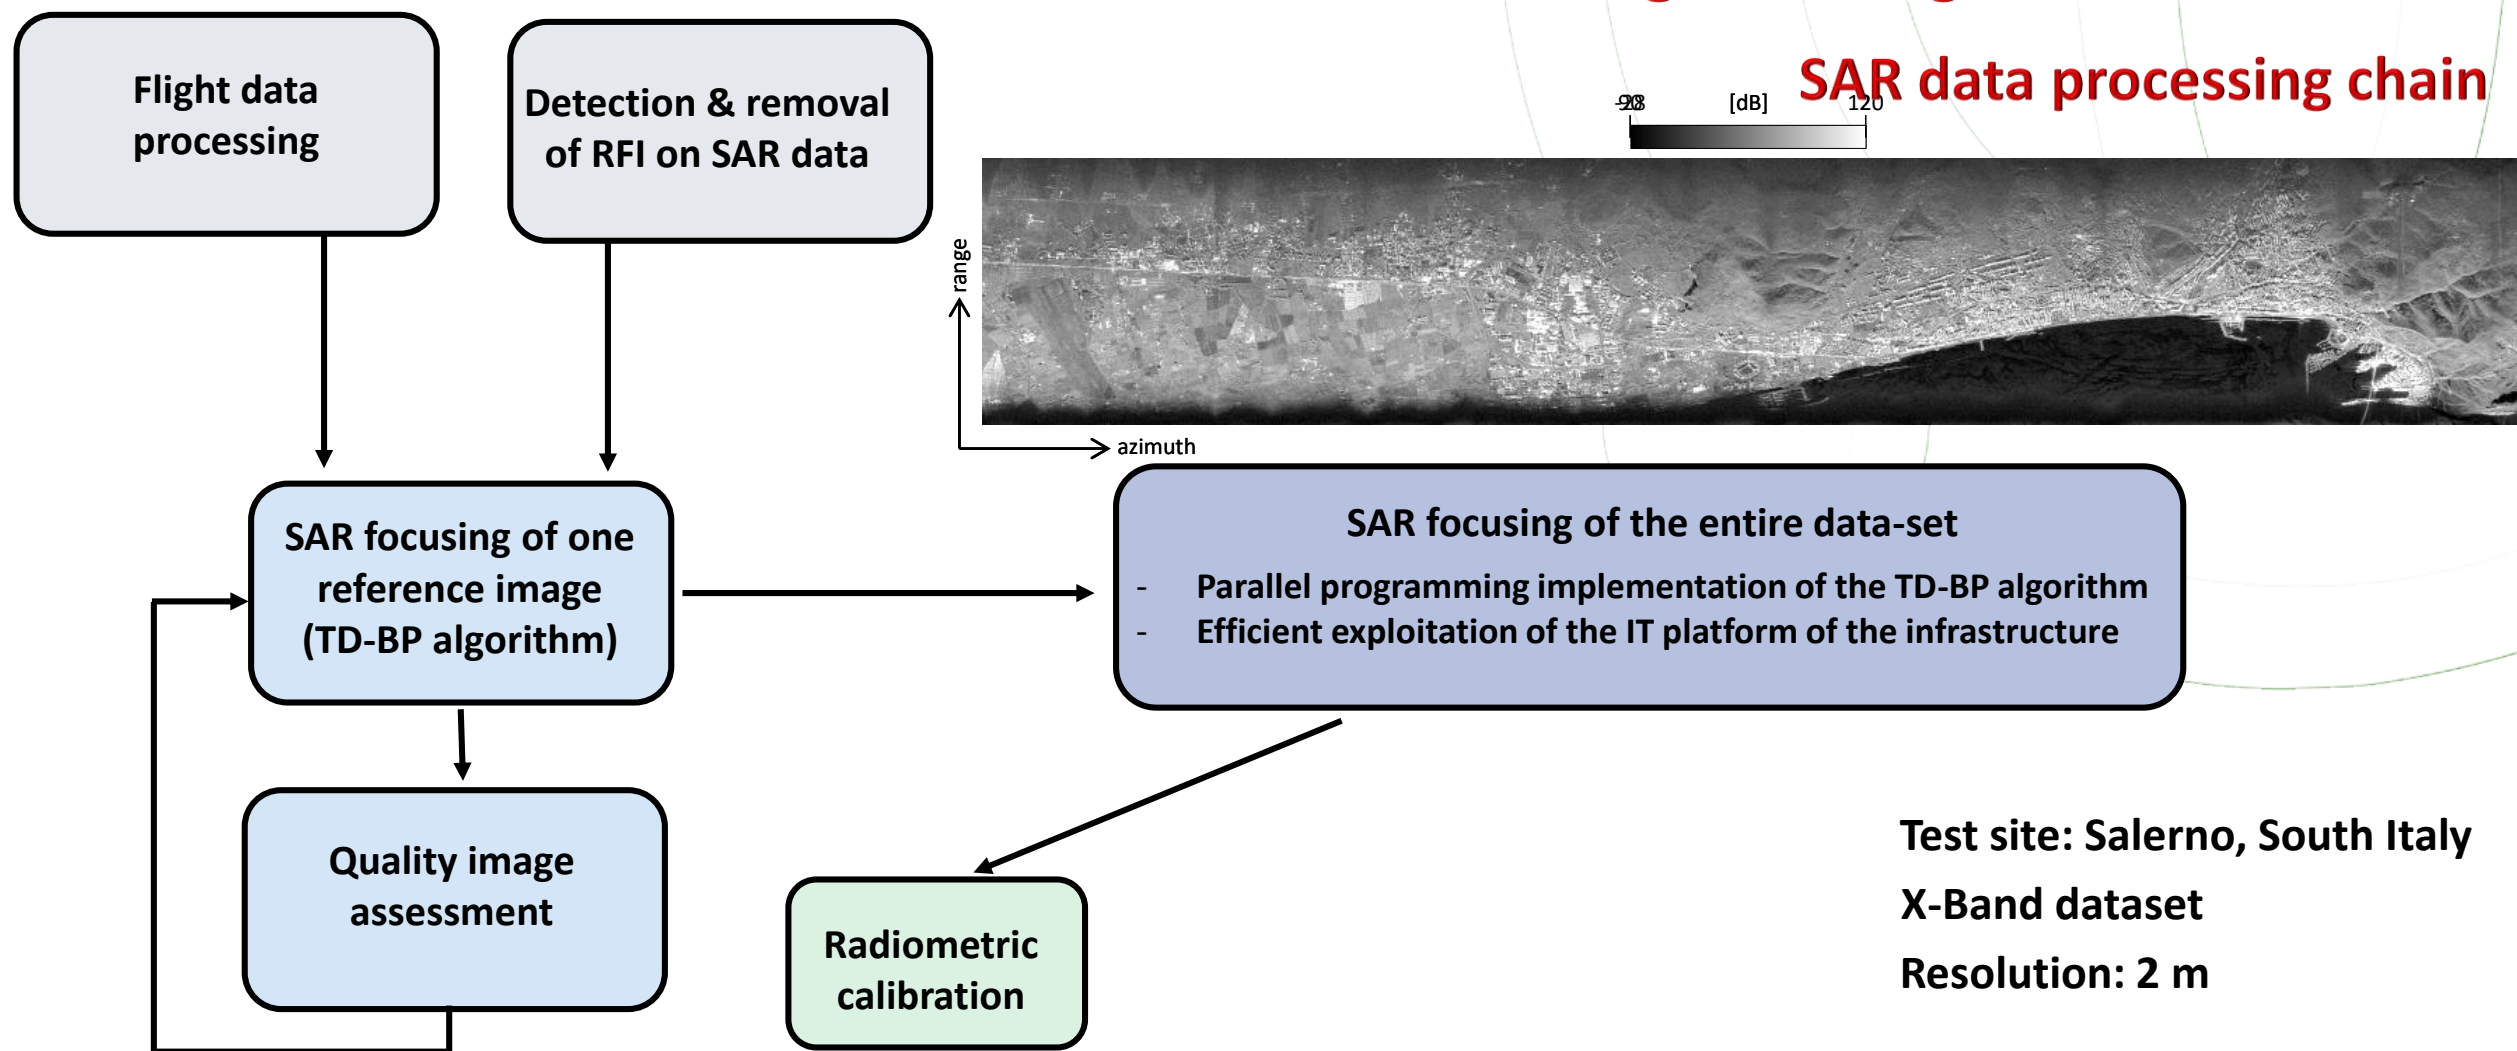 SAR data processing chain
Flight data
processing
Detection & removal
of RFI on SAR data
[dB]
120
range
azimuth
SAR focusing of one
reference image
(TD-BP algorithm)
SAR focusing of the entire data-set
- Parallel programming implementation of the TD-BP algorithm
- Efficient exploitation of the IT platform of the infrastructure
Quality image
assessment
Radiometric
calibration
Test site: Salerno, South Italy
X-Band dataset
Resolution: 2 m